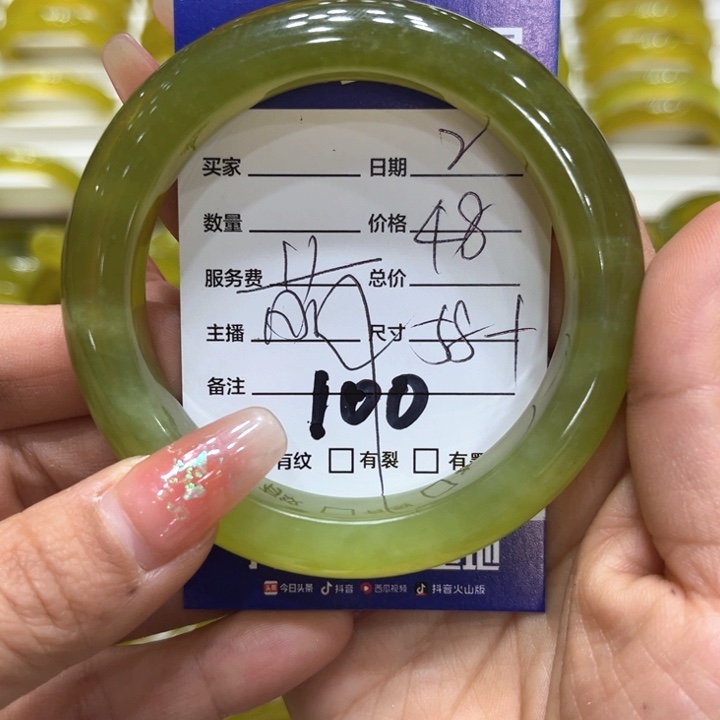 买家 日期 2
数量 价格 48
服务费 总价
主播 尺寸 58+
备注 100
有纹 □有裂 □有
今日头条 抖音 西瓜视频 抖音火山版